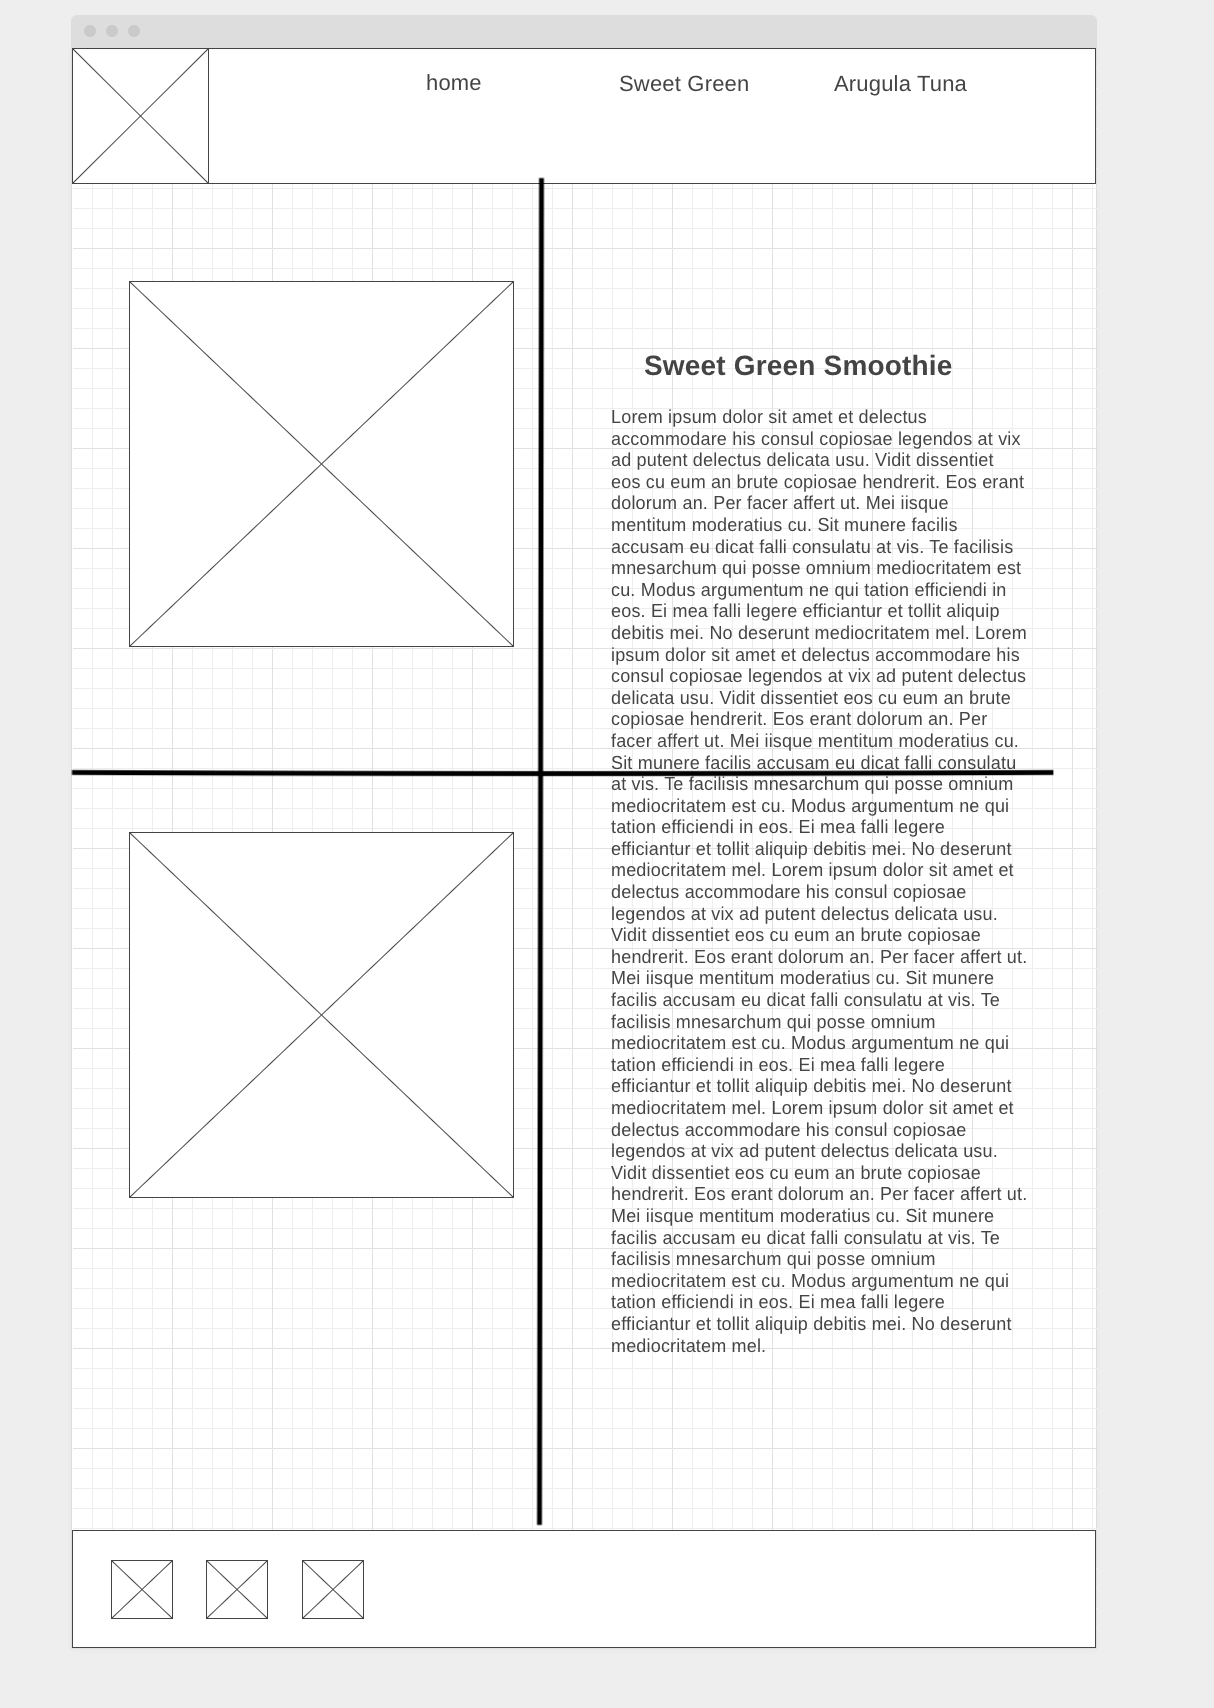 home
Sweet Green
Arugula Tuna
Sweet Green Smoothie
Lorem ipsum dolor sit amet et delectus
accommodare his consul copiosae legendos at vix
ad putent delectus delicata usu. Vidit dissentiet
eos cu eum an brute copiosae hendrerit. Eos erant
dolorum an. Per facer affert ut. Mei iisque
mentitum moderatius cu. Sit munere facilis
accusam eu dicat falli consulatu at vis. Te facilisis
mnesarchum qui posse omnium mediocritatem est
cu. Modus argumentum ne qui tation efficiendi in
eos. Ei mea falli legere efficiantur et tollit aliquip
debitis mei. No deserunt mediocritatem mel. Lorem
ipsum dolor sit amet et delectus accommodare his
consul copiosae legendos at vix ad putent delectus
delicata usu. Vidit dissentiet eos cu eum an brute
copiosae hendrerit. Eos erant dolorum an. Per
facer affert ut. Mei iisque mentitum moderatius cu.
Sit munere facilis accusam eu dicat falli consulatu
at vis. Te facilisis mnesarchum qui posse omnium
mediocritatem est cu. Modus argumentum ne qui
tation efficiendi in eos. Ei mea falli legere
efficiantur et tollit aliquip debitis mei. No deserunt
mediocritatem mel. Lorem ipsum dolor sit amet et
delectus accommodare his consul copiosae
legendos at vix ad putent delectus delicata usu.
Vidit dissentiet eos cu eum an brute copiosae
hendrerit. Eos erant dolorum an. Per facer affert ut.
Mei iisque mentitum moderatius cu. Sit munere
facilis accusam eu dicat falli consulatu at vis. Te
facilisis mnesarchum qui posse omnium
mediocritatem est cu. Modus argumentum ne qui
tation efficiendi in eos. Ei mea falli legere
efficiantur et tollit aliquip debitis mei. No deserunt
mediocritatem mel. Lorem ipsum dolor sit amet et
delectus accommodare his consul copiosae
legendos at vix ad putent delectus delicata usu.
Vidit dissentiet eos cu eum an brute copiosae
hendrerit. Eos erant dolorum an. Per facer affert ut.
Mei iisque mentitum moderatius cu. Sit munere
facilis accusam eu dicat falli consulatu at vis. Te
facilisis mnesarchum qui posse omnium
mediocritatem est cu. Modus argumentum ne qui
tation efficiendi in eos. Ei mea falli legere
efficiantur et tollit aliquip debitis mei. No deserunt
mediocritatem mel.